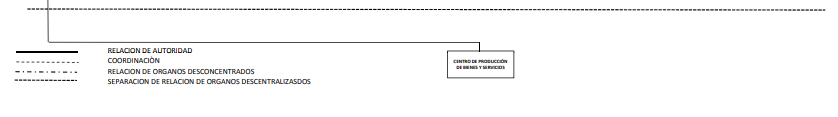 RELACION DE AUTORIDAD
COORDINACIÒN
RELACION DE ORGANOS DESCONCENTRADOS
SEPARACION DE RELACION DE ORGANOS DESCENTRALIZASDOS
CENTRO DE PRODUCCIÓN
DE BIENES Y SERVICIOS